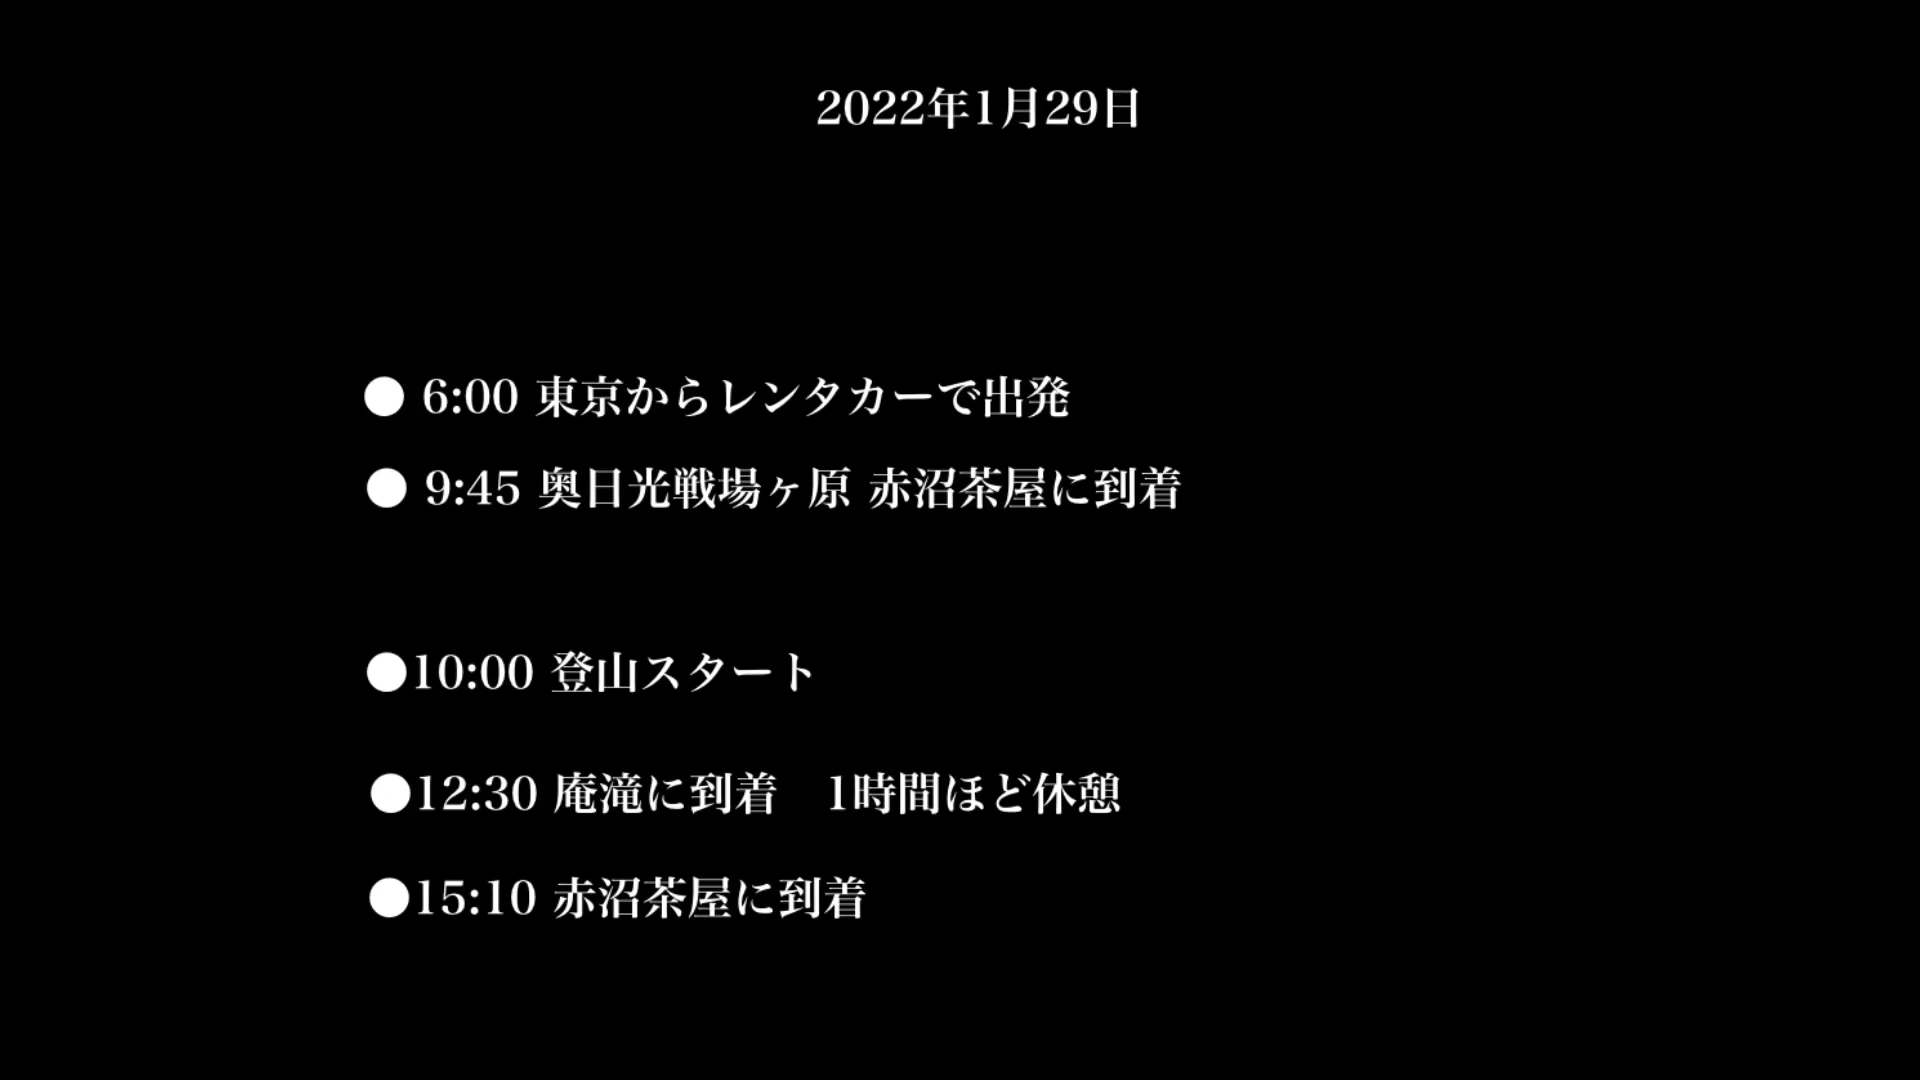 2022年1月29日
● 6:00 東京からレンタカーで出発
● 9:45 奥日光戦場ヶ原 赤沼茶屋に到着
●10:00 登山スタート
●12:30 庵滝に到着　1時間ほど休憩
●15:10 赤沼茶屋に到着